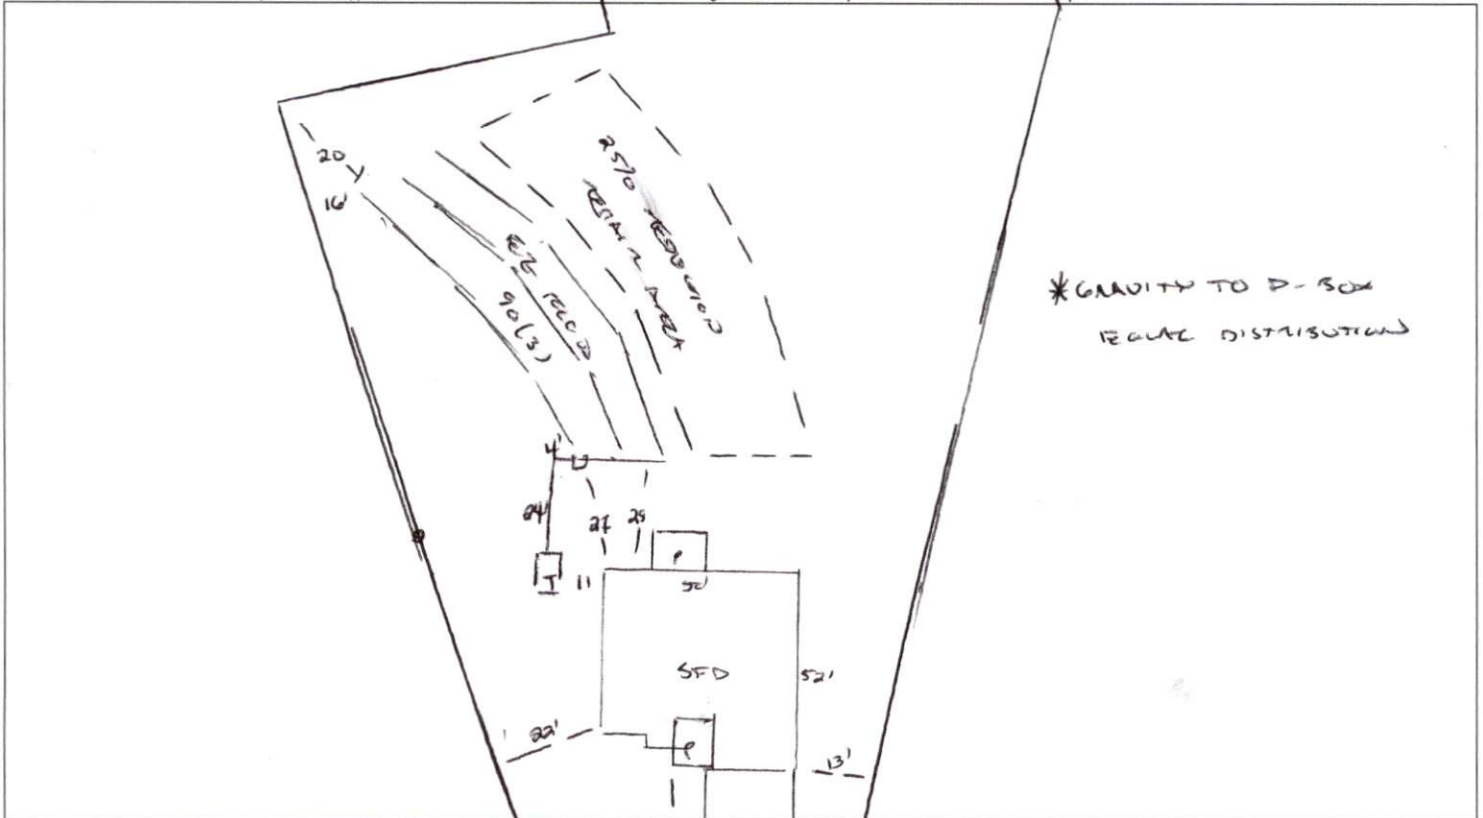 20
16'
25% REDUCTION
REPAIR AREA
90(3)
*GRAVITY TO D-BOX
EQUAL DISTRIBUTION
4'
24'
27
25
P
T
11
50'
SFD
52'
22'
P
13'